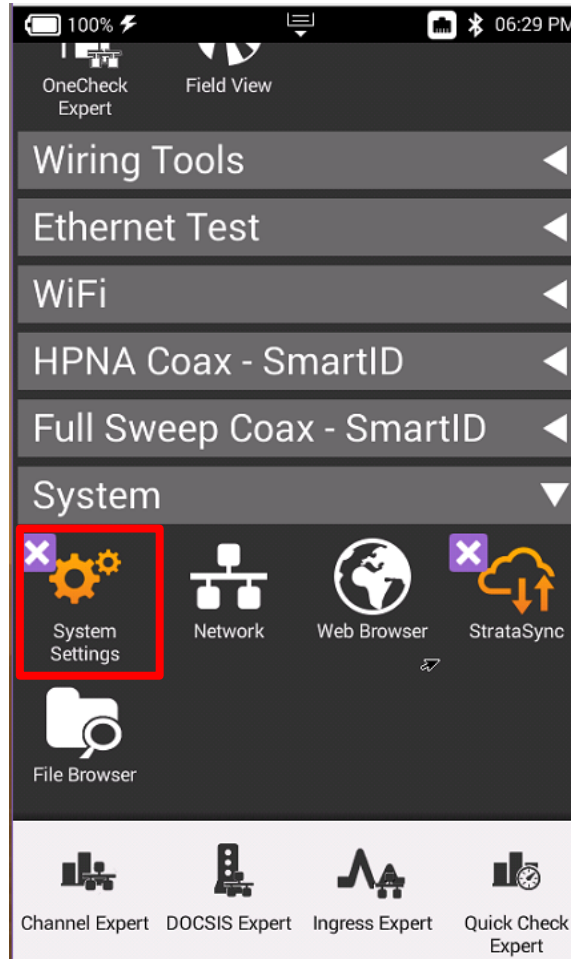 100% 06:29 PM
OneCheck Field View
Expert
Wiring Tools
Ethernet Test
WiFi
HPNA Coax - SmartID
Full Sweep Coax - SmartID
System
System Network Web Browser StrataSync
Settings
File Browser
Channel Expert DOCSIS Expert Ingress Expert Quick Check
Expert